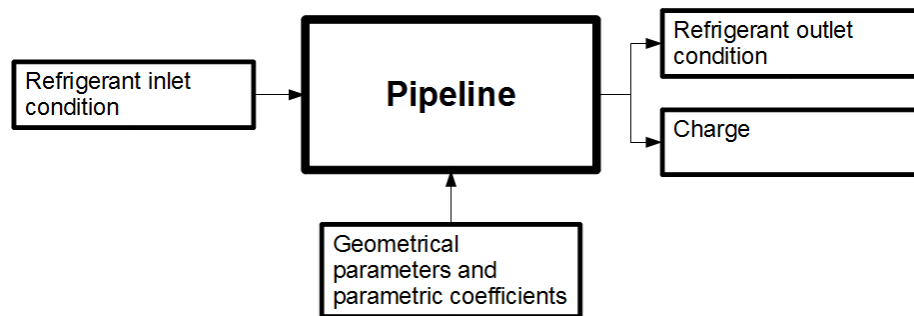 Refrigerant inlet
condition
Pipeline
Geometrical
parameters and
parametric coefficients
Refrigerant outlet
condition
Charge